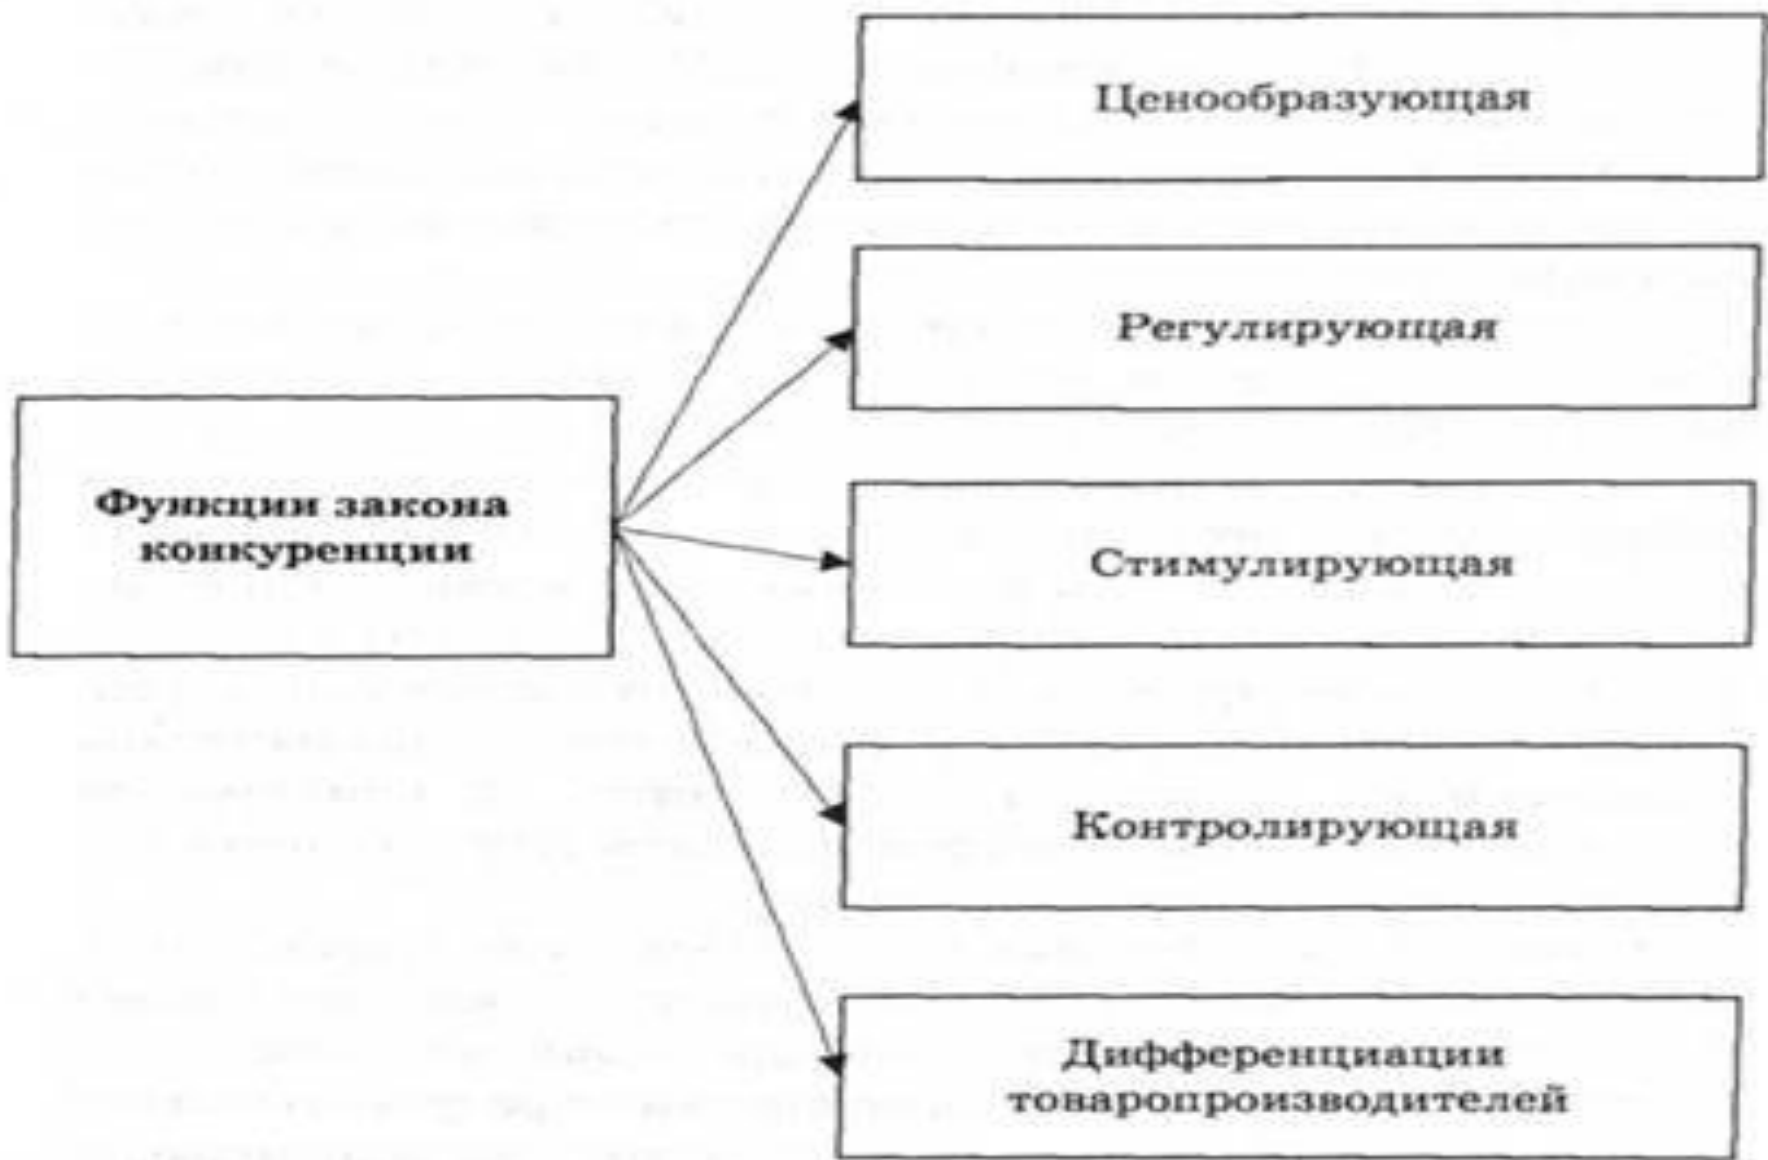 Ценообразующая
Регулирующая
Функции закона
конкуренции
Стимулирующая
Контролирующая
Дифференциации
товаропроизводителей